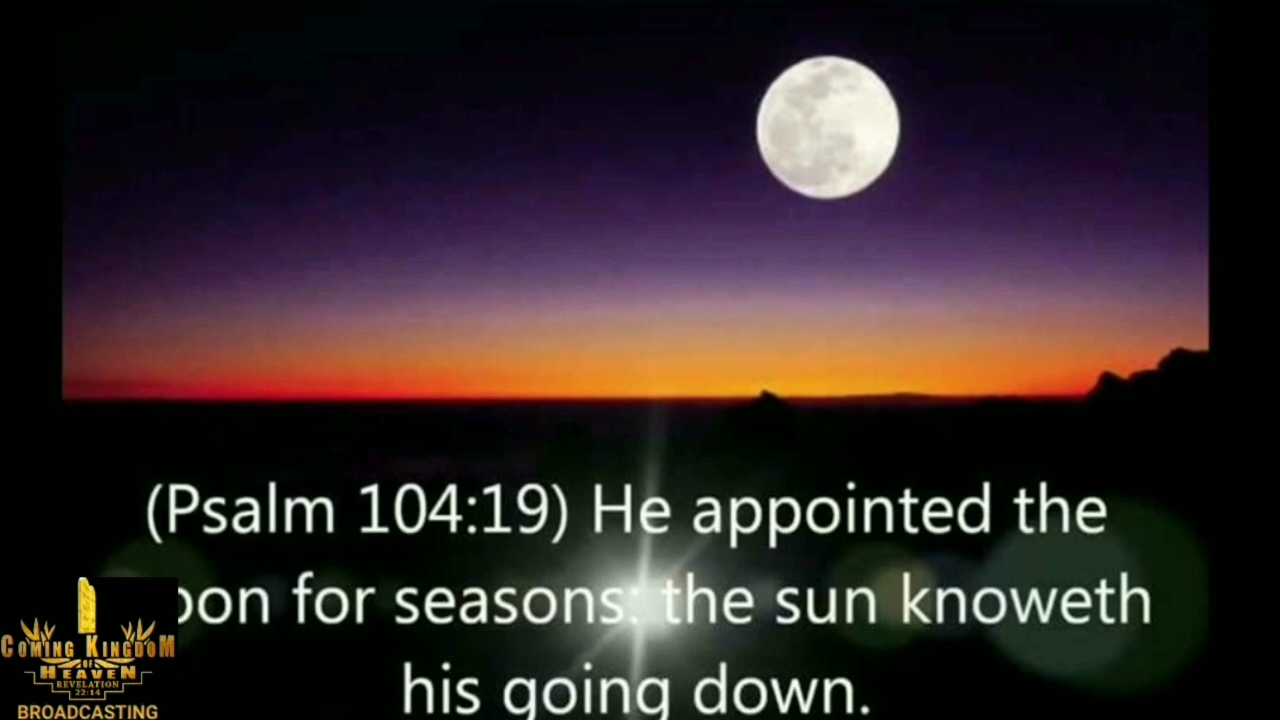 (Psalm 104:19) He appointed the
oon for seasons: the sun knoweth
his going down.
COMING KINGDOM
OF
HEAVEN
REVELATION
22:14
BROADCASTING